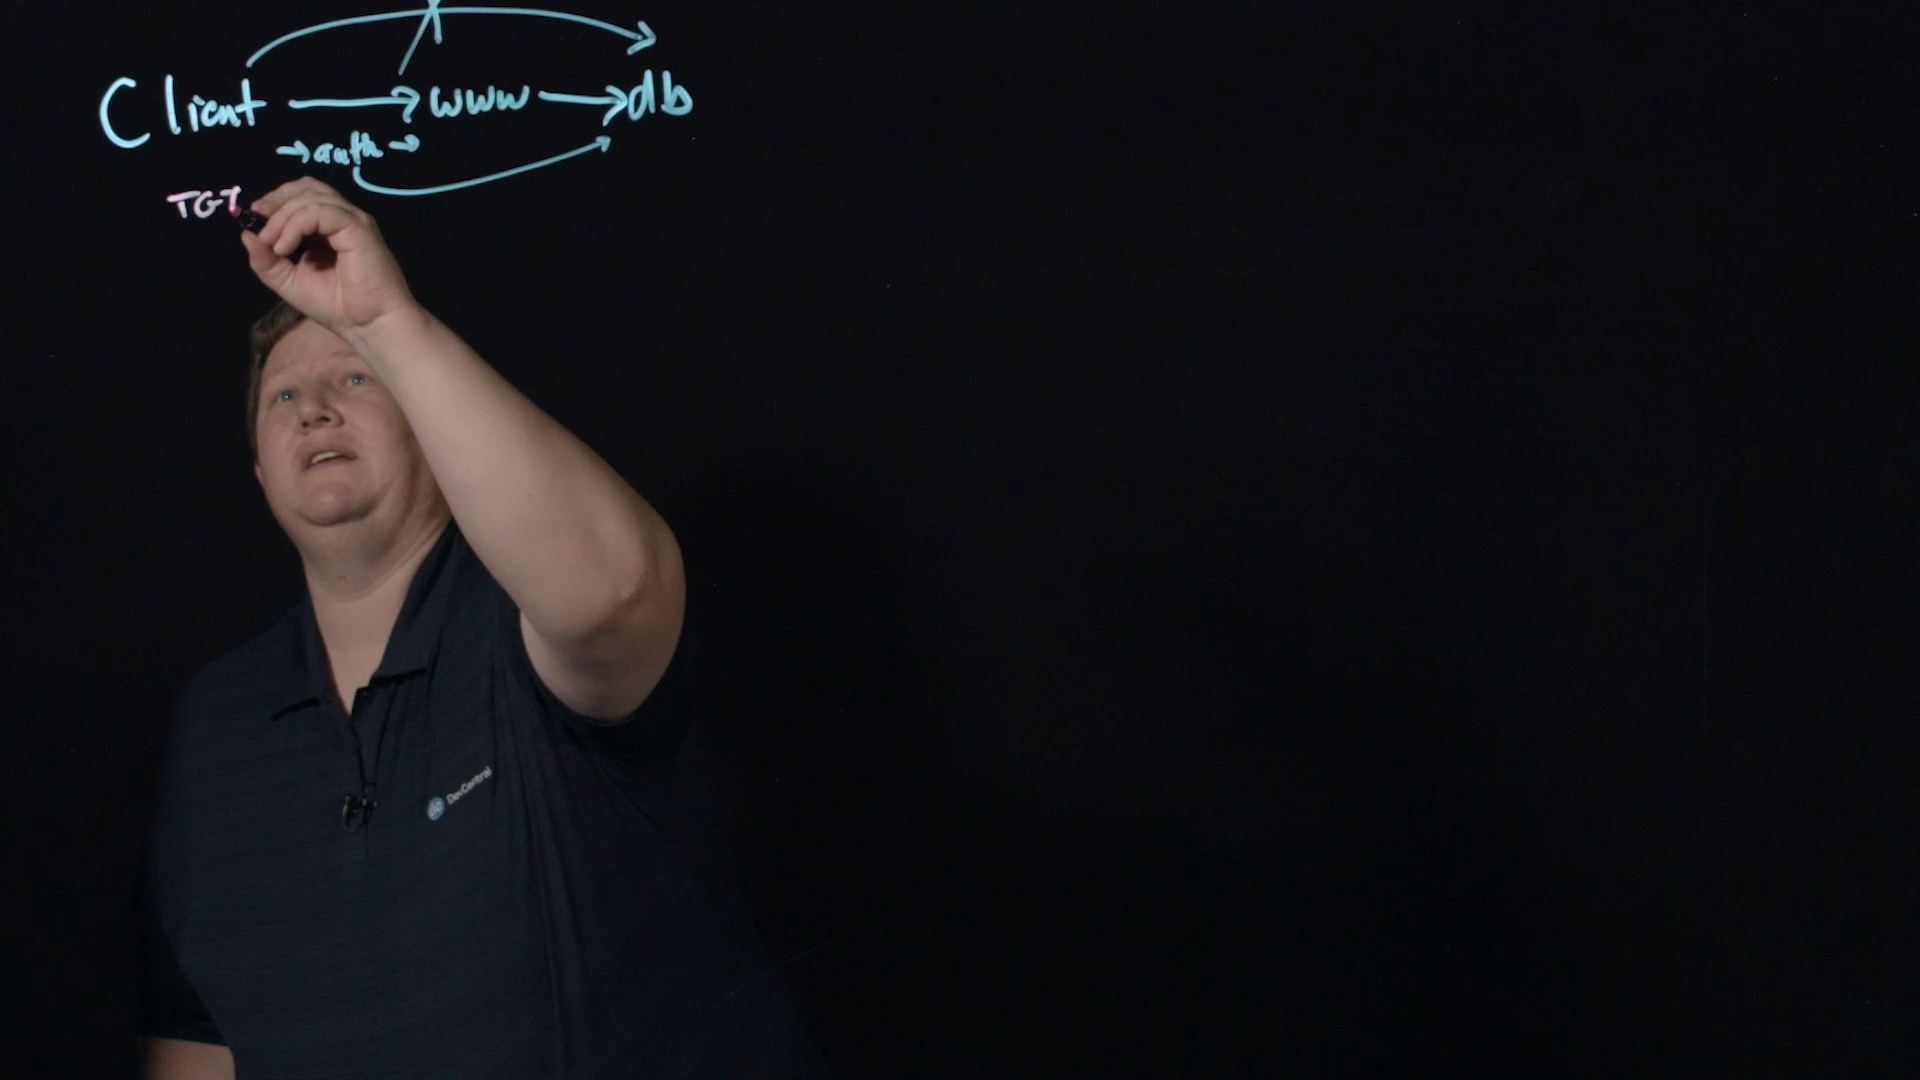 Client → www → db
→ auth →
TGT
DevCentral